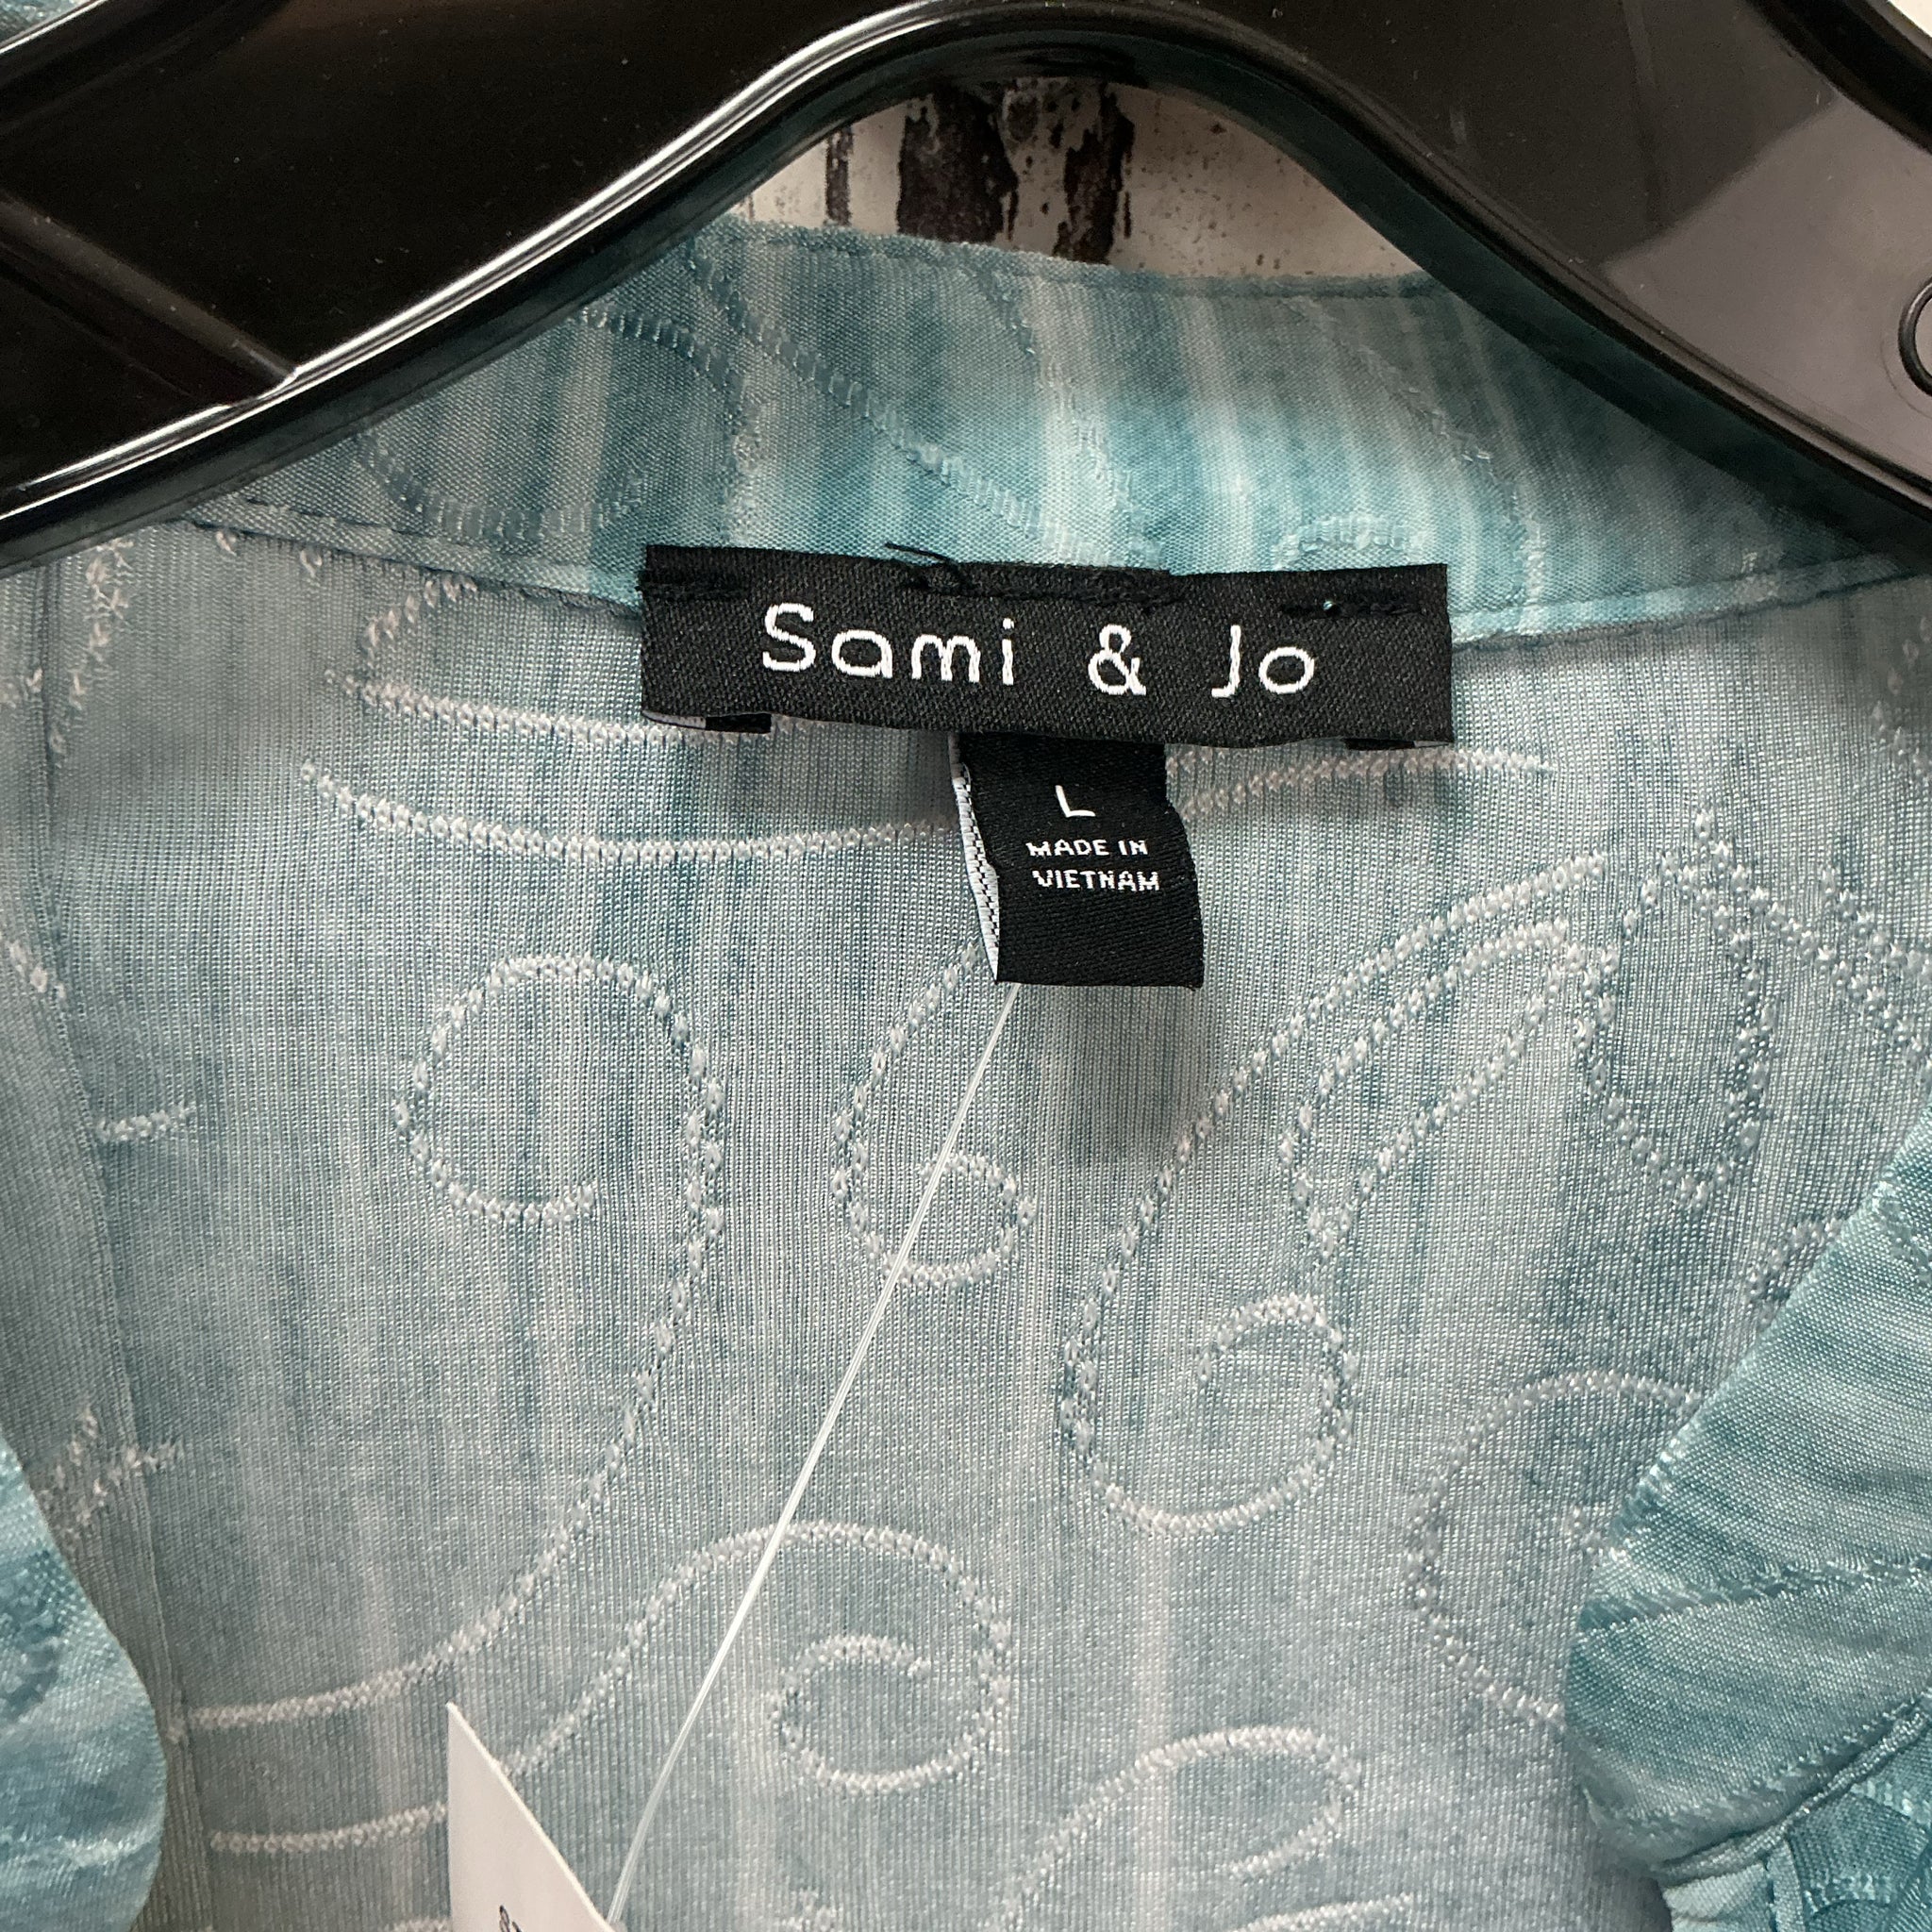 Sami & Jo
L
MADE IN
VIETNAM